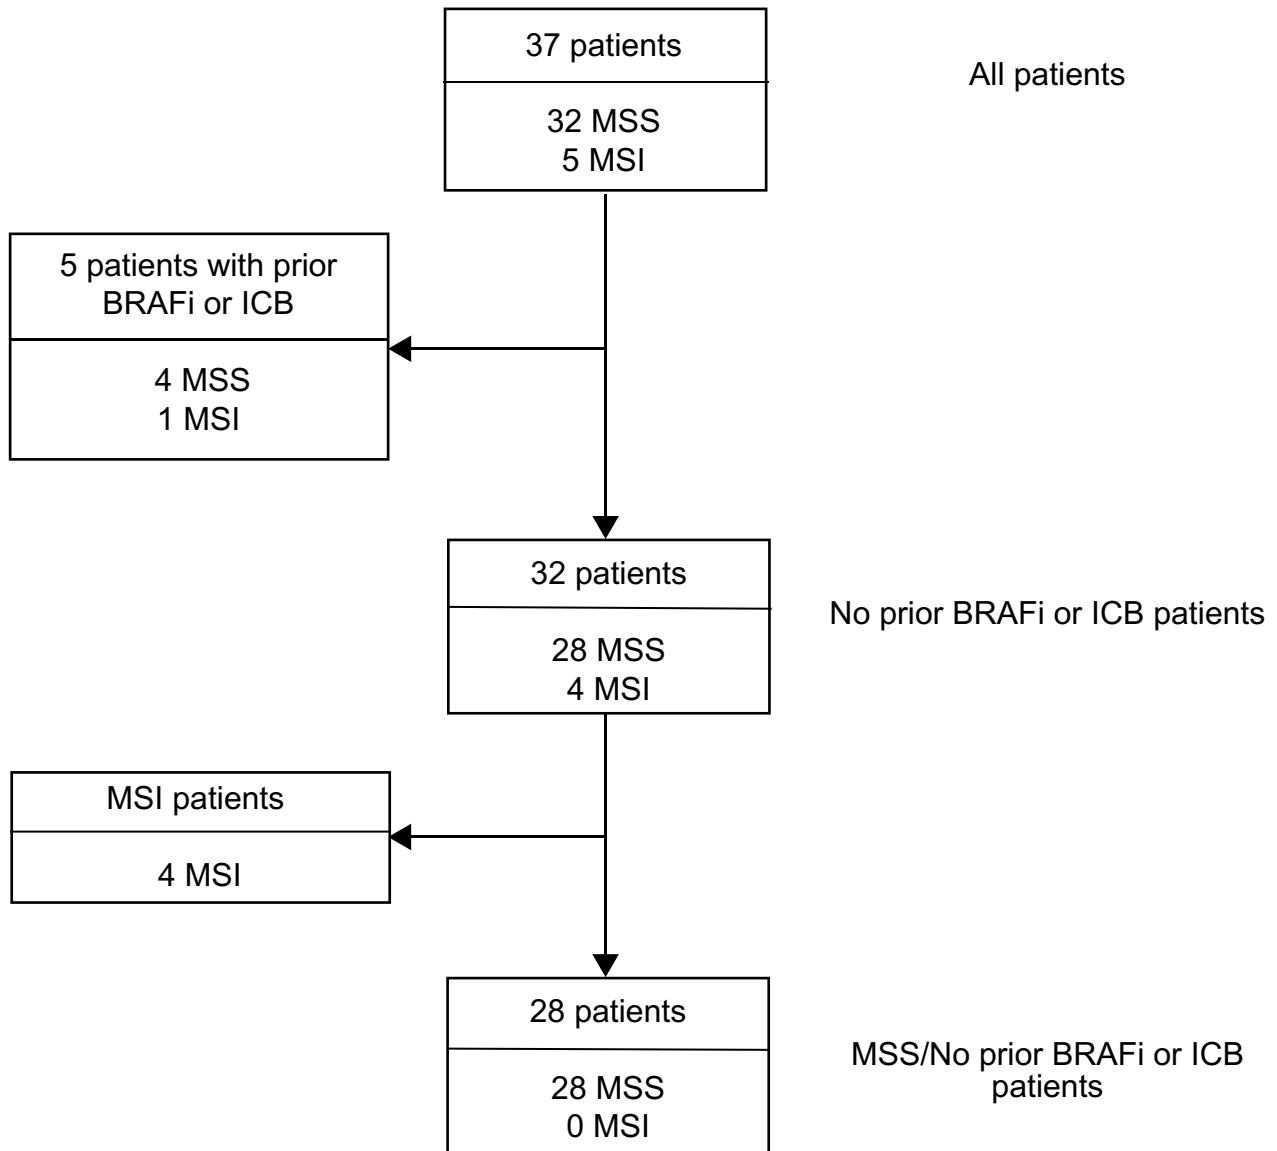 37 patients
All patients
32 MSS
5 MSI
5 patients with prior
BRAFi or ICB
4 MSS
1 MSI
32 patients
No prior BRAFi or ICB patients
28 MSS
4 MSI
MSI patients
4 MSI
28 patients
MSS/No prior BRAFi or ICB
patients
28 MSS
0 MSI